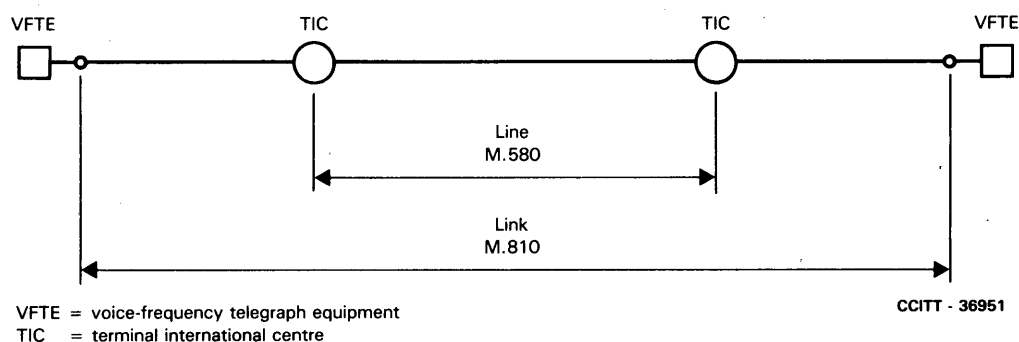 VFTE
TIC
TIC
VFTE
Line
M.580
Link
M.810
CCITT - 36951
VFTE = voice-frequency telegraph equipment
TIC = terminal international centre